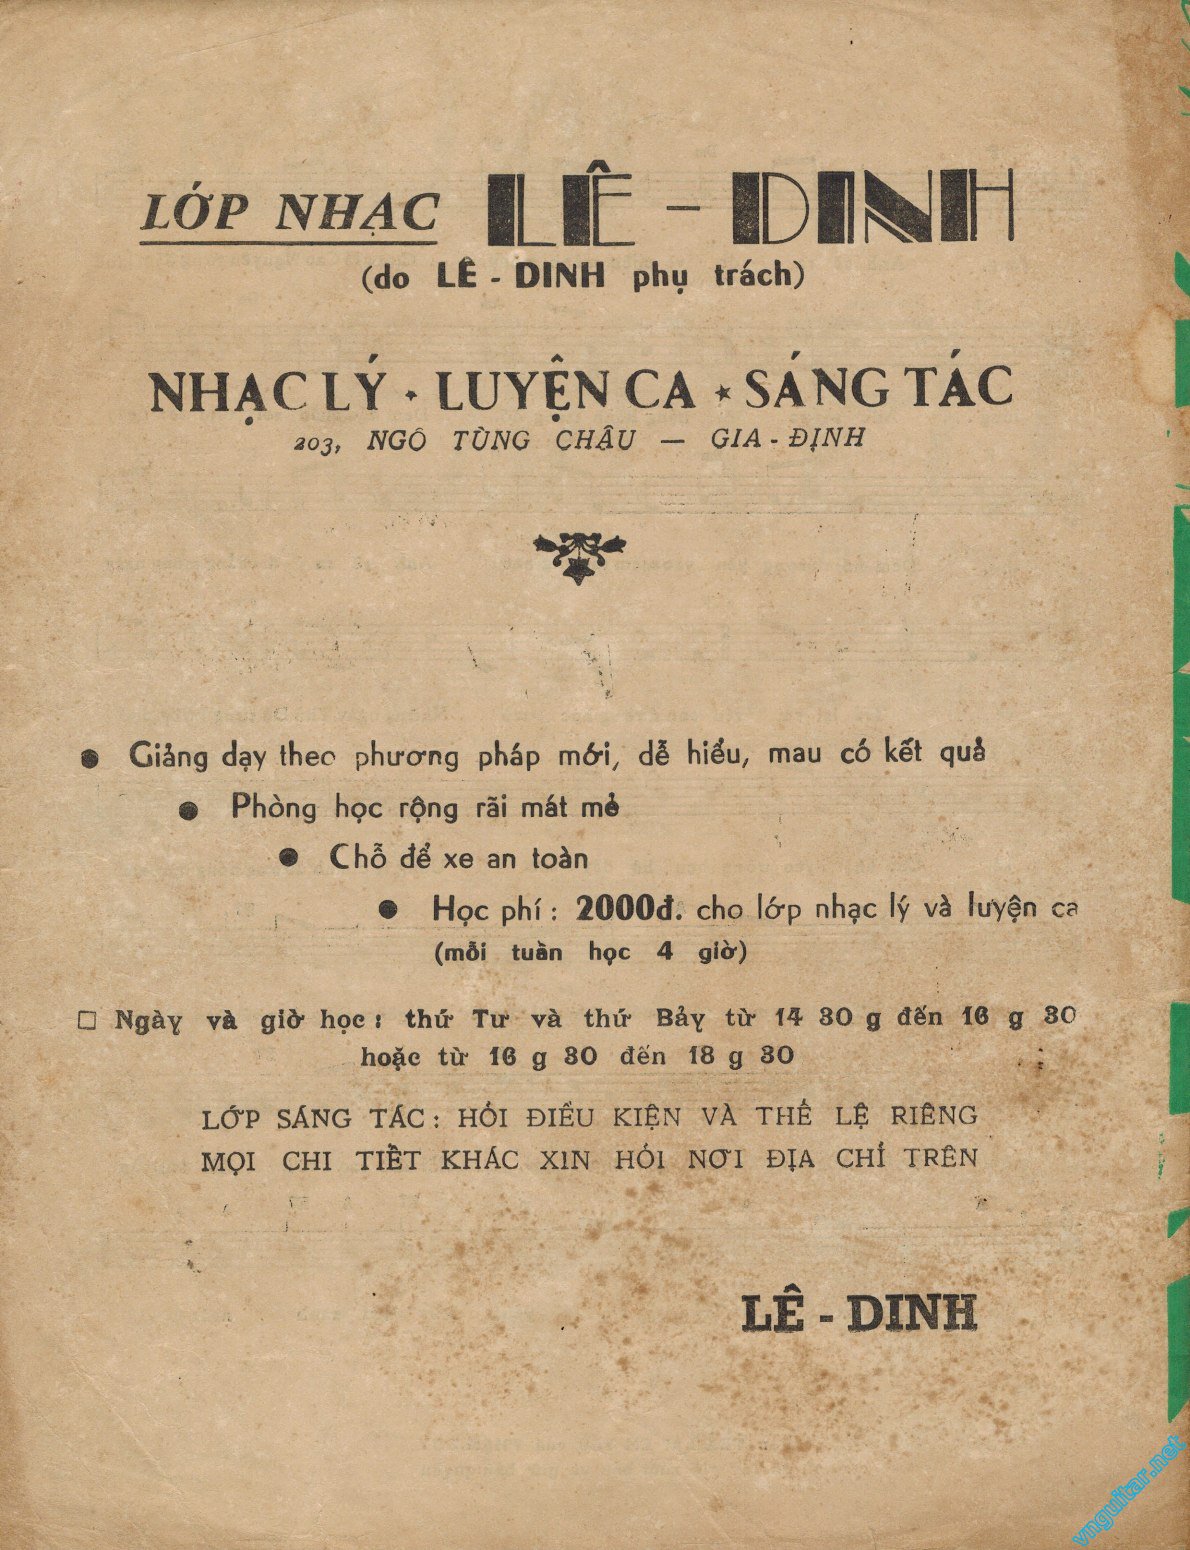 LỚP NHẠC LÊ - DINH
(do LÊ - DINH phụ trách)
NHẠC LÝ ⋆ LUYỆN CA ⋆ SÁNG TÁC
203, NGÔ TÙNG CHÂU — GIA - ĐỊNH
● Giảng dạy theo phương pháp mới, dễ hiểu, mau có kết quả
● Phòng học rộng rãi mát mẻ
● Chỗ để xe an toàn
● Học phí : 2000đ. cho lớp nhạc lý và luyện ca
(mỗi tuần học 4 giờ)
□ Ngày và giờ học : thứ Tư và thứ Bảy từ 14 30 g đến 16 g 30
hoặc từ 16 g 30 đến 18 g 30
LỚP SÁNG TÁC : HỎI ĐIỀU KIỆN VÀ THỂ LỆ RIÊNG
MỌI CHI TIẾT KHÁC XIN HỎI NƠI ĐỊA CHỈ TRÊN
LÊ - DINH
vnguitar.net